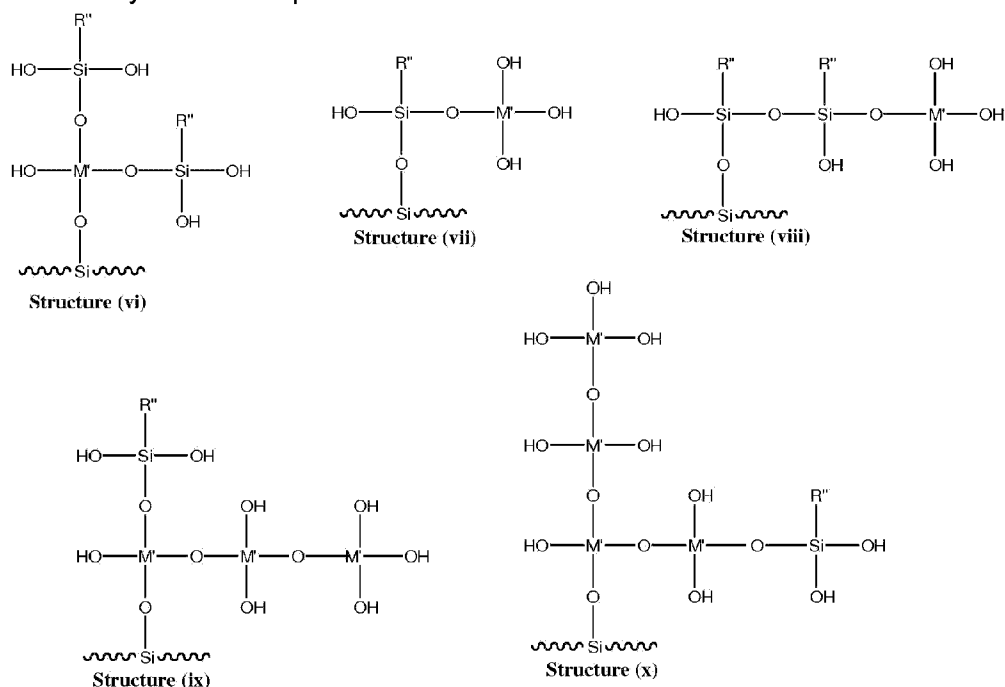 R"
HO Si OH
O
R"
HO M' O Si OH
O OH
Si
Structure (vi)
R" OH
HO Si O M' OH
O OH
Si
Structure (vii)
R" R" OH
HO Si O Si O M' OH
O OH OH
Si
Structure (viii)
R"
HO Si OH
O OH OH
HO M' O M' O M' OH
O OH OH
Si
Structure (ix)
OH
HO M' OH
O
HO M' OH
O OH R"
HO M' O M' O Si OH
O OH OH
Si
Structure (x)